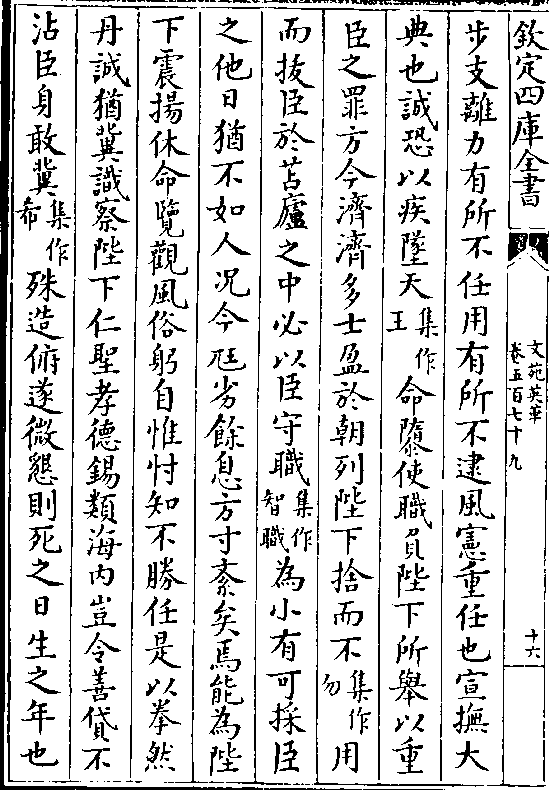 欽定四庫全書
文苑英華
卷五百七十九
十六
步支離力有所不任用有所不逮風憲重任也宣撫大
典也誠恐以疾墜天集作王命隳使職負陛下所舉以重
臣之罪方今濟濟多士盈於朝列陛下捨而不集作勿用
而抜臣於苫廬之中必以臣守職集作智職為小有可採臣
之他日猶不如人况今尫劣餘息方寸紊矣焉能為陛
下震揚休命覽觀風俗躬自惟忖知不勝任是以拳然
丹誠猶冀識察陛下仁聖孝德錫類海内豈令善貸不
沾臣身敢冀集作希殊造俯遂微懇則死之日生之年也